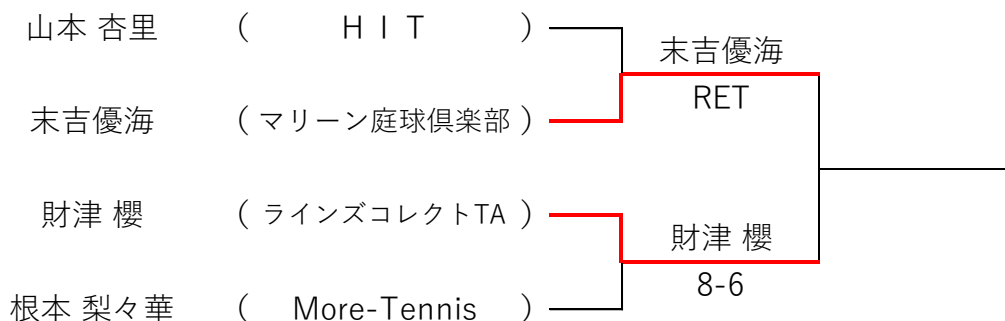 山本 杏里 ( ＨＩＴ )
末吉優海
RET
末吉優海 ( マリーン庭球倶楽部 )
財津 櫻 ( ラインズコレクトTA )
財津 櫻
8-6
根本 梨々華 ( More-Tennis )